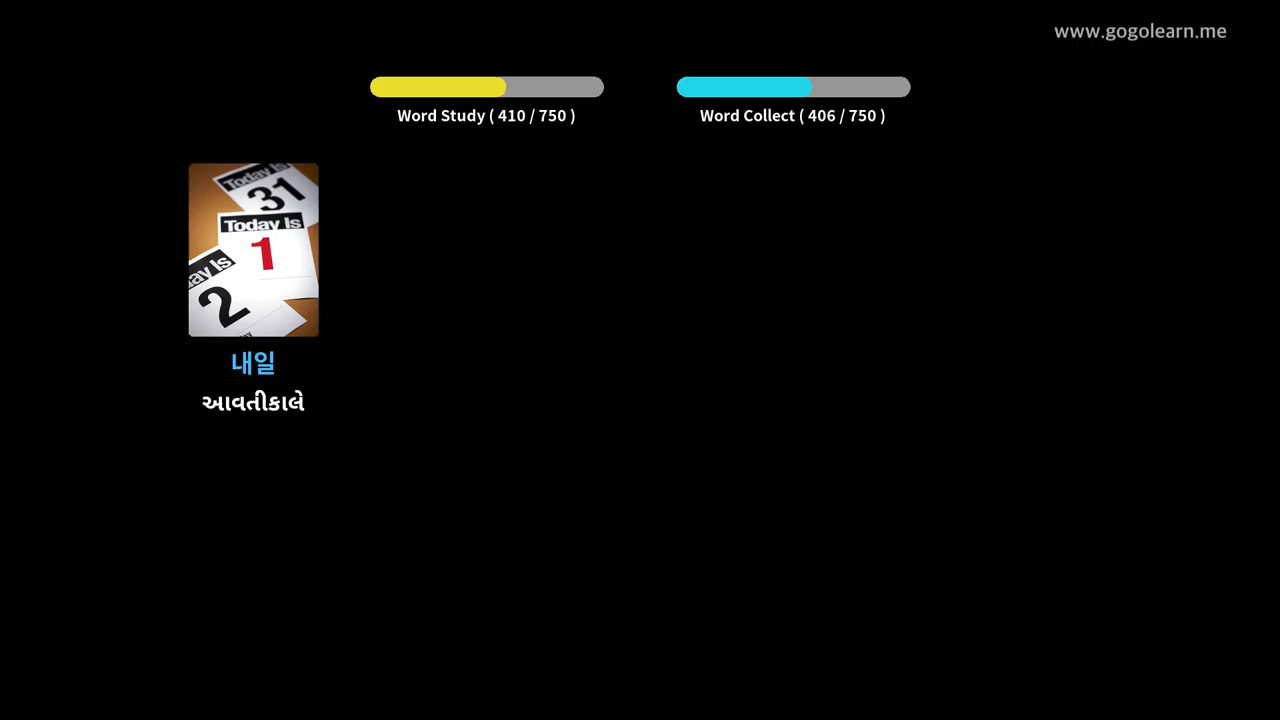 www.gogolearn.me
Word Study ( 410 / 750 )
Word Collect ( 406 / 750 )
Today Is
31
Today Is
1
ay Is
2
내일
આવતીકાલે